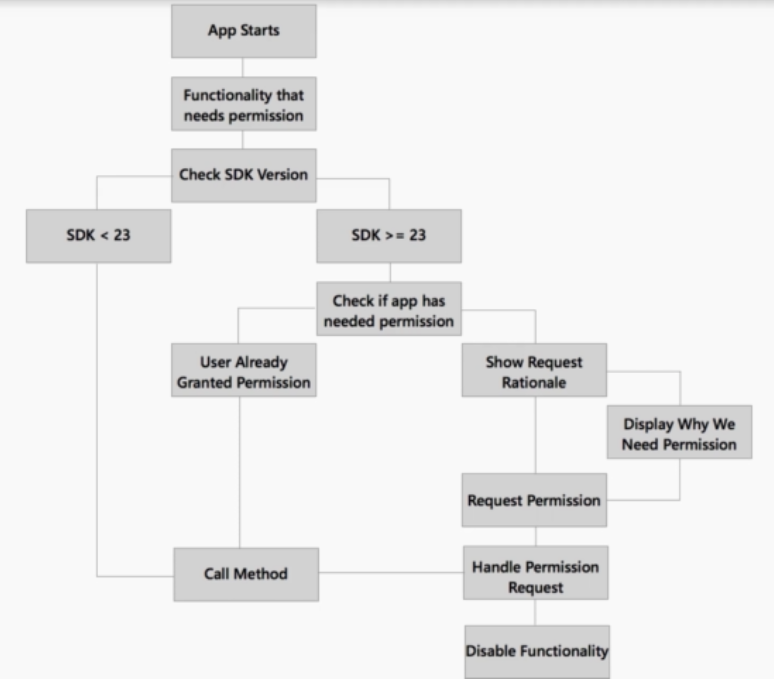 App Starts
Functionality that
needs permission
Check SDK Version
SDK < 23
SDK >= 23
Check if app has
needed permission
User Already
Granted Permission
Show Request
Rationale
Display Why We
Need Permission
Request Permission
Call Method
Handle Permission
Request
Disable Functionality